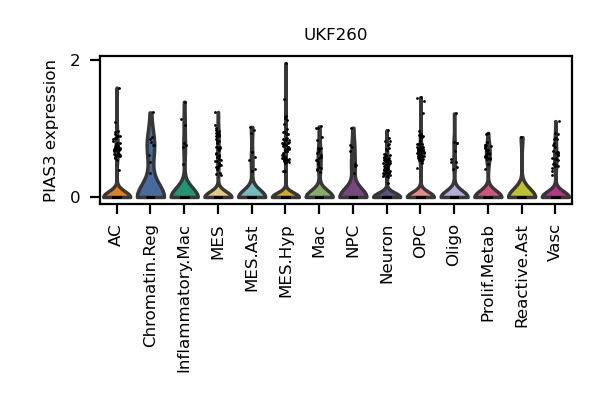 UKF260
PIAS3 expression
2
0
AC
Chromatin.Reg
Inflammatory.Mac
MES
MES.Ast
MES.Hyp
Mac
NPC
Neuron
OPC
Oligo
Prolif.Metab
Reactive.Ast
Vasc